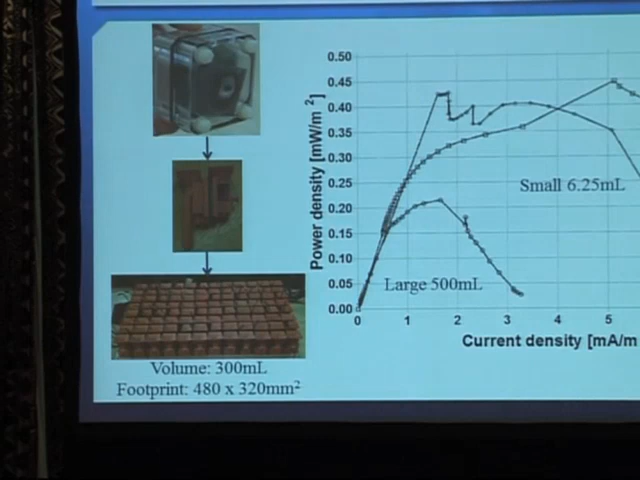 0.50
0.45
0.40
0.35
0.30
0.25
0.20
0.15
0.10
0.05
0.00
Power density [mW/m²]
Small 6.25mL
Large 500mL
0 1 2 3 4 5
Current density [mA/m
Volume: 300mL
Footprint: 480 x 320mm²